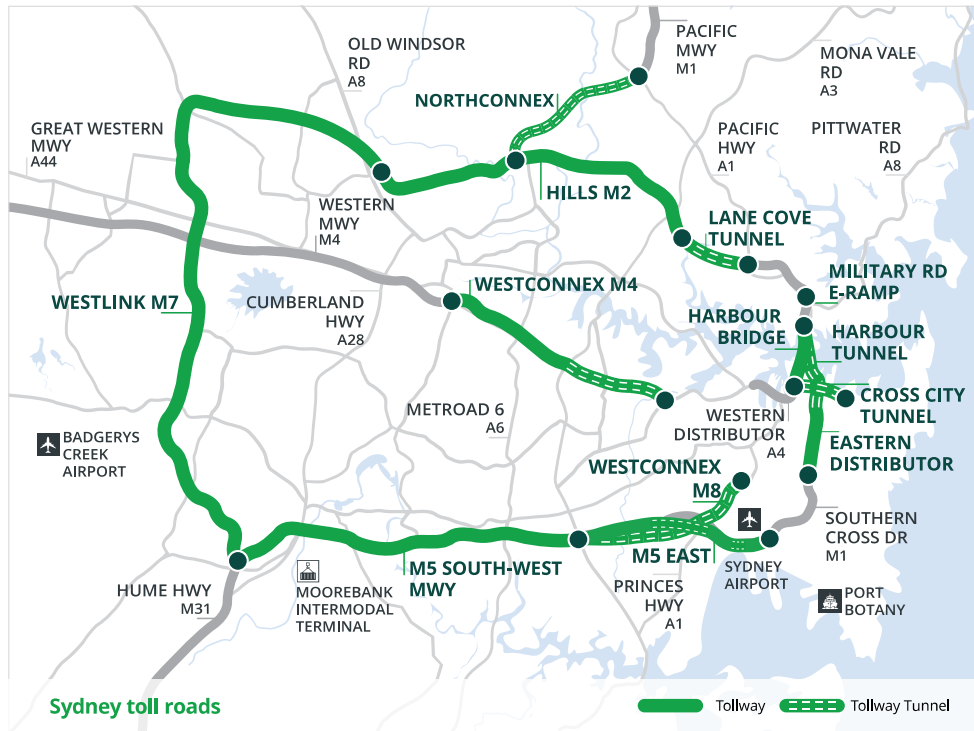 PACIFIC
MWY
M1
OLD WINDSOR
RD
A8
MONA VALE
RD
A3
NORTHCONNEX
GREAT WESTERN
MWY
A44
PACIFIC
HWY
A1
PITTWATER
RD
A8
HILLS M2
WESTERN
MWY
M4
LANE COVE
TUNNEL
MILITARY RD
E-RAMP
WESTCONNEX M4
WESTLINK M7
CUMBERLAND
HWY
A28
HARBOUR
BRIDGE
HARBOUR
TUNNEL
CROSS CITY
TUNNEL
METROAD 6
A6
WESTERN
DISTRIBUTOR
A4
BADGERYS
CREEK
AIRPORT
EASTERN
DISTRIBUTOR
WESTCONNEX
M8
SOUTHERN
CROSS DR
M1
M5 EAST
M5 SOUTH-WEST
MWY
SYDNEY
AIRPORT
HUME HWY
M31
MOOREBANK
INTERMODAL
TERMINAL
PRINCES
HWY
A1
PORT
BOTANY
Sydney toll roads
Tollway
Tollway Tunnel